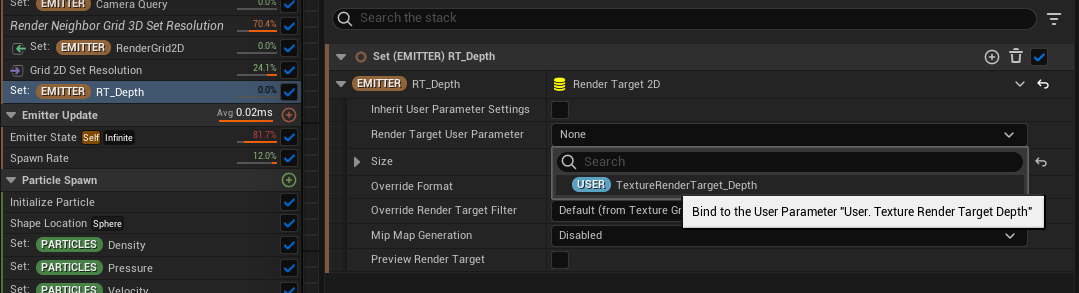 Set: EMITTER Camera Query 0.0%
Render Neighbor Grid 3D Set Resolution 70.4%
Set: EMITTER RenderGrid2D 0.0%
Grid 2D Set Resolution 24.1%
Set: EMITTER RT_Depth 0.0%
Emitter Update Avg 0.02ms
Emitter State Self Infinite 81.7%
Spawn Rate 12.0%
Particle Spawn
Initialize Particle
Shape Location Sphere
Set: PARTICLES Density
Set: PARTICLES Pressure
Set: PARTICLES Velocity
Search the stack
Set (EMITTER) RT_Depth
EMITTER RT_Depth Render Target 2D
Inherit User Parameter Settings
Render Target User Parameter None
Search
Size
USER TextureRenderTarget_Depth
Override Format
Bind to the User Parameter "User. Texture Render Target Depth"
Override Render Target Filter Default (from Texture Gr
Mip Map Generation Disabled
Preview Render Target